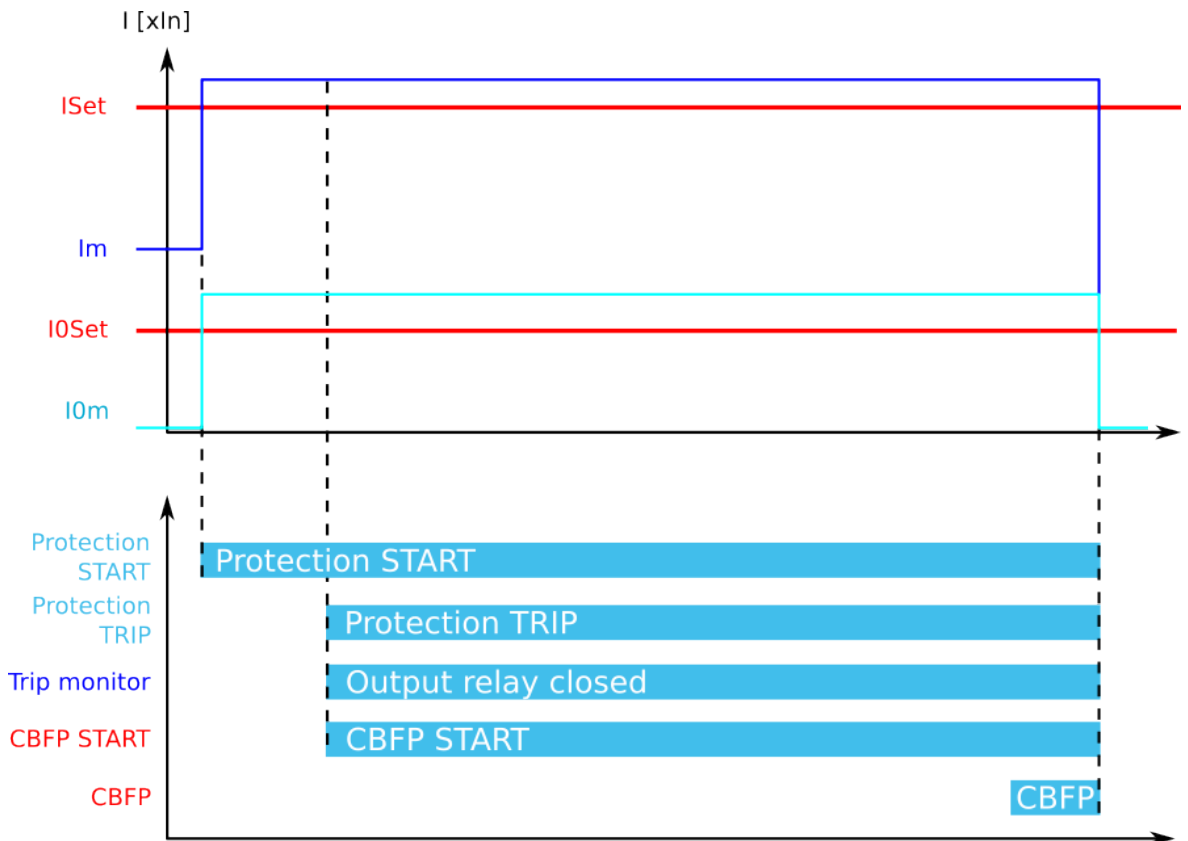 I [xIn]
ISet
Im
I0Set
I0m
Protection
START
Protection START
Protection
TRIP
Protection TRIP
Trip monitor
Output relay closed
CBFP START
CBFP START
CBFP
CBFP